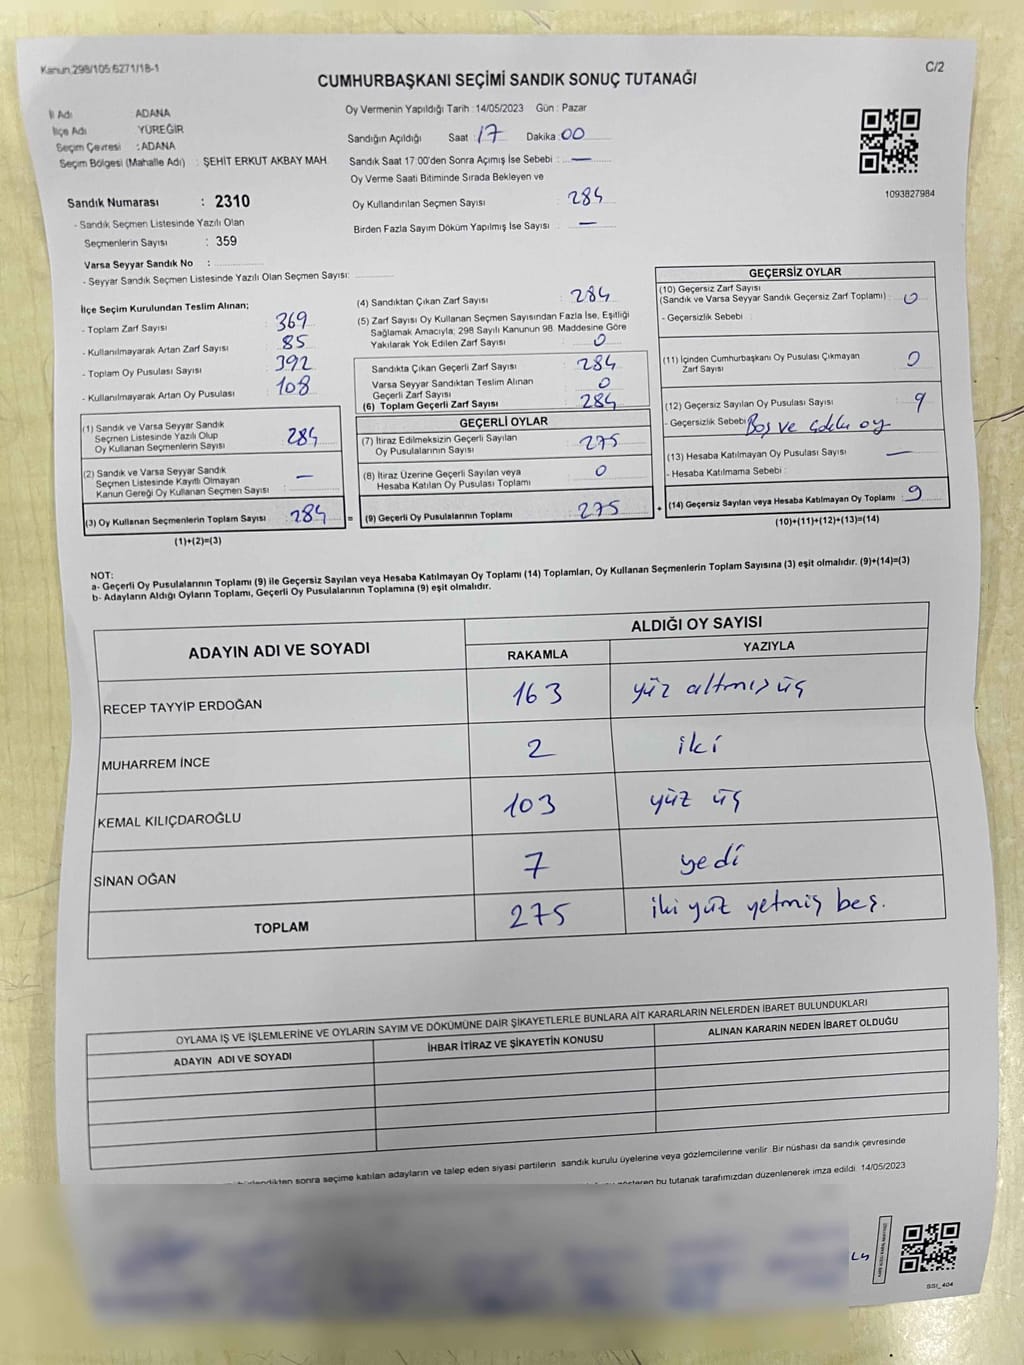 Kanun:298/105;6271/18-1
C/2
CUMHURBAŞKANI SEÇİMİ SANDIK SONUÇ TUTANAĞI
İl Adı : ADANA
İlçe Adı : YÜREĞİR
Seçim Çevresi : ADANA
Seçim Bölgesi (Mahalle Adı) : ŞEHİT ERKUT AKBAY MAH.
Oy Vermenin Yapıldığı Tarih : 14/05/2023 Gün : Pazar
Sandığın Açıldığı Saat : 17 Dakika : 00
Sandık Saat 17:00'den Sonra Açımış İse Sebebi : —
Oy Verme Saati Bitiminde Sırada Bekleyen ve
Oy Kullandırılan Seçmen Sayısı : 284
Birden Fazla Sayım Döküm Yapılmış İse Sayısı : —
1093827984
Sandık Numarası : 2310
- Sandık Seçmen Listesinde Yazılı Olan
Seçmenlerin Sayısı : 359
Varsa Seyyar Sandık No :
- Seyyar Sandık Seçmen Listesinde Yazılı Olan Seçmen Sayısı:
İlçe Seçim Kurulundan Teslim Alınan;
- Toplam Zarf Sayısı 369
- Kullanılmayarak Artan Zarf Sayısı 85
- Toplam Oy Pusulası Sayısı 392
- Kullanılmayarak Artan Oy Pusulası 108
(1) Sandık ve Varsa Seyyar Sandık
Seçmen Listesinde Yazılı Olup
Oy Kullanan Seçmenlerin Sayısı 284
(2) Sandık ve Varsa Seyyar Sandık
Seçmen Listesinde Kayıtlı Olmayan
Kanun Gereği Oy Kullanan Seçmen Sayısı —
(3) Oy Kullanan Seçmenlerin Toplam Sayısı : 284 =
(1)+(2)=(3)
(4) Sandıktan Çıkan Zarf Sayısı 284
(5) Zarf Sayısı Oy Kullanan Seçmen Sayısından Fazla İse, Eşitliği
Sağlamak Amacıyla; 298 Sayılı Kanunun 98. Maddesine Göre
Yakılarak Yok Edilen Zarf Sayısı 0
Sandıkta Çıkan Geçerli Zarf Sayısı 284
Varsa Seyyar Sandıktan Teslim Alınan
Geçerli Zarf Sayısı 0
(6) Toplam Geçerli Zarf Sayısı 284
GEÇERLİ OYLAR
(7) İtiraz Edilmeksizin Geçerli Sayılan
Oy Pusulalarının Sayısı 275
(8) İtiraz Üzerine Geçerli Sayılan veya
Hesaba Katılan Oy Pusulası Toplamı 0
(9) Geçerli Oy Pusulalarının Toplamı 275 +
GEÇERSİZ OYLAR
(10) Geçersiz Zarf Sayısı
(Sandık ve Varsa Seyyar Sandık Geçersiz Zarf Toplamı) : 0
- Geçersizlik Sebebi :
(11) İçinden Cumhurbaşkanı Oy Pusulası Çıkmayan
Zarf Sayısı 0
(12) Geçersiz Sayılan Oy Pusulası Sayısı 9
- Geçersizlik Sebebi Boş ve çoklu oy
(13) Hesaba Katılmayan Oy Pusulası Sayısı —
- Hesaba Katılmama Sebebi :
(14) Geçersiz Sayılan veya Hesaba Katılmayan Oy Toplamı : 9
(10)+(11)+(12)+(13)=(14)
NOT:
a- Geçerli Oy Pusulalarının Toplamı (9) ile Geçersiz Sayılan veya Hesaba Katılmayan Oy Toplamı (14) Toplamları, Oy Kullanan Seçmenlerin Toplam Sayısına (3) eşit olmalıdır. (9)+(14)=(3)
b- Adayların Aldığı Oyların Toplamı, Geçerli Oy Pusulalarının Toplamına (9) eşit olmalıdır.
ADAYIN ADI VE SOYADI
ALDIĞI OY SAYISI
RAKAMLA YAZIYLA
RECEP TAYYİP ERDOĞAN 163 yüz altmış üç
MUHARREM İNCE 2 iki
KEMAL KILIÇDAROĞLU 103 yüz üç
SİNAN OĞAN 7 yedi
TOPLAM 275 iki yüz yetmiş beş.
OYLAMA İŞ VE İŞLEMLERİNE VE OYLARIN SAYIM VE DÖKÜMÜNE DAİR ŞİKAYETLERLE BUNLARA AİT KARARLARIN NELERDEN İBARET BULUNDUKLARI
ADAYIN ADI VE SOYADI İHBAR İTİRAZ VE ŞİKAYETİN KONUSU ALINAN KARARIN NEDEN İBARET OLDUĞU
sonra seçime katılan adayların ve talep eden siyasi partilerin sandık kurulu üyelerine veya gözlemcilerine verilir. Bir nüshası da sandık çevresinde
bu tutanak tarafımızdan düzenlenerek imza edildi. 14/05/2023
SSI_404